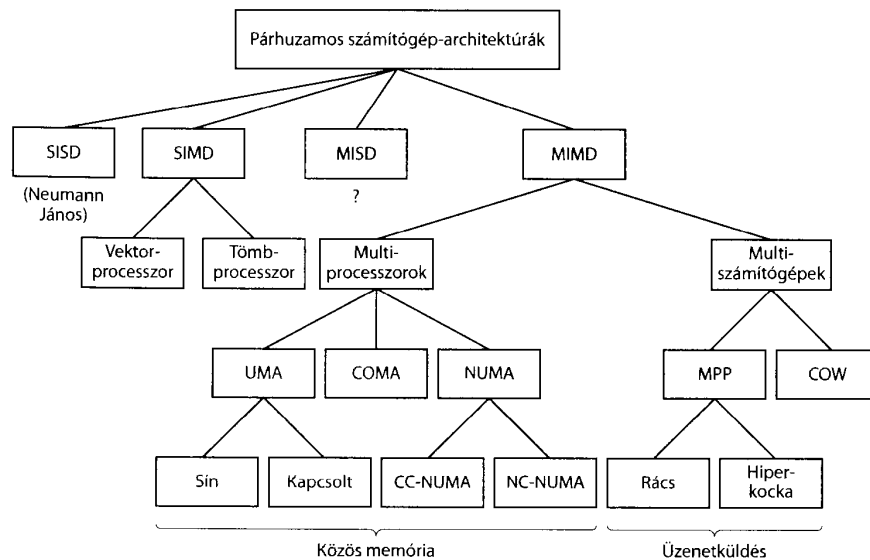 Párhuzamos számítógép-architektúrák
SISD
SIMD
MISD
MIMD
(Neumann
János)
?
Vektor-
processzor
Tömb-
processzor
Multi-
processzorok
Multi-
számítógépek
UMA
COMA
NUMA
MPP
COW
Sín
Kapcsolt
CC-NUMA
NC-NUMA
Rács
Hiper-
kocka
Közös memória
Üzenetküldés